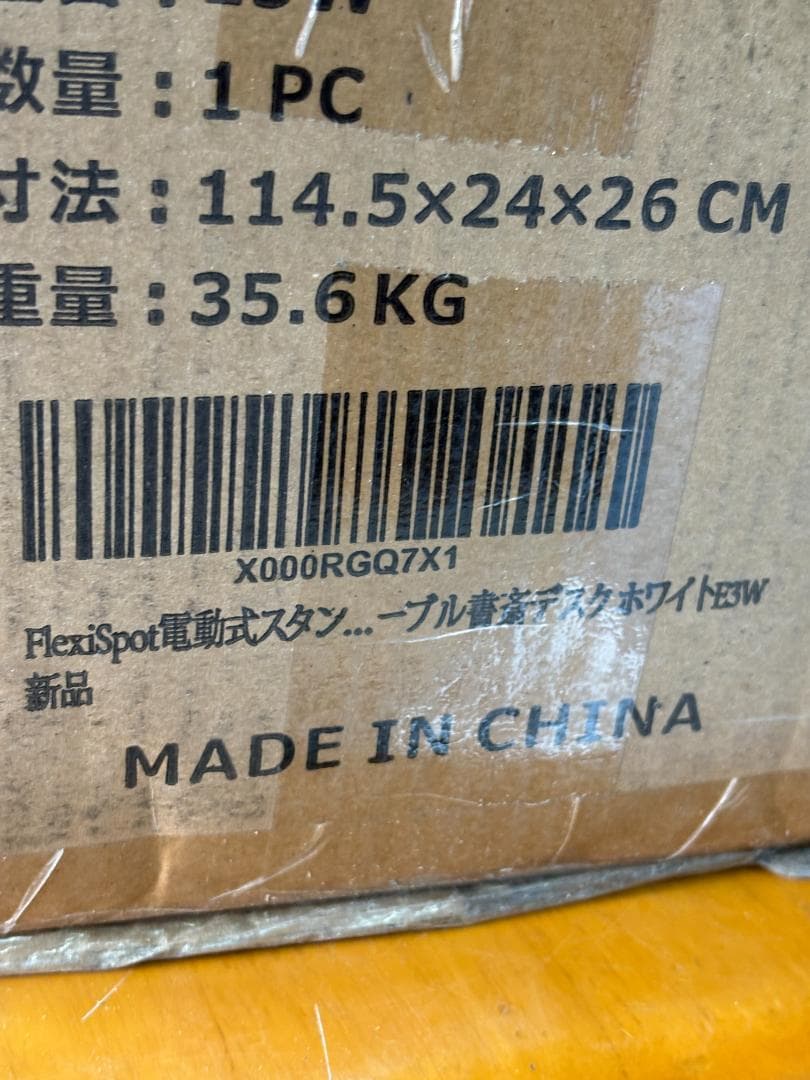 数量：1 PC
寸法：114.5×24×26 CM
重量：35.6 KG
X000RGQ7X1
FlexiSpot電動式スタン...ーブル書斎デスクホワイトE3W
新品
MADE IN CHINA